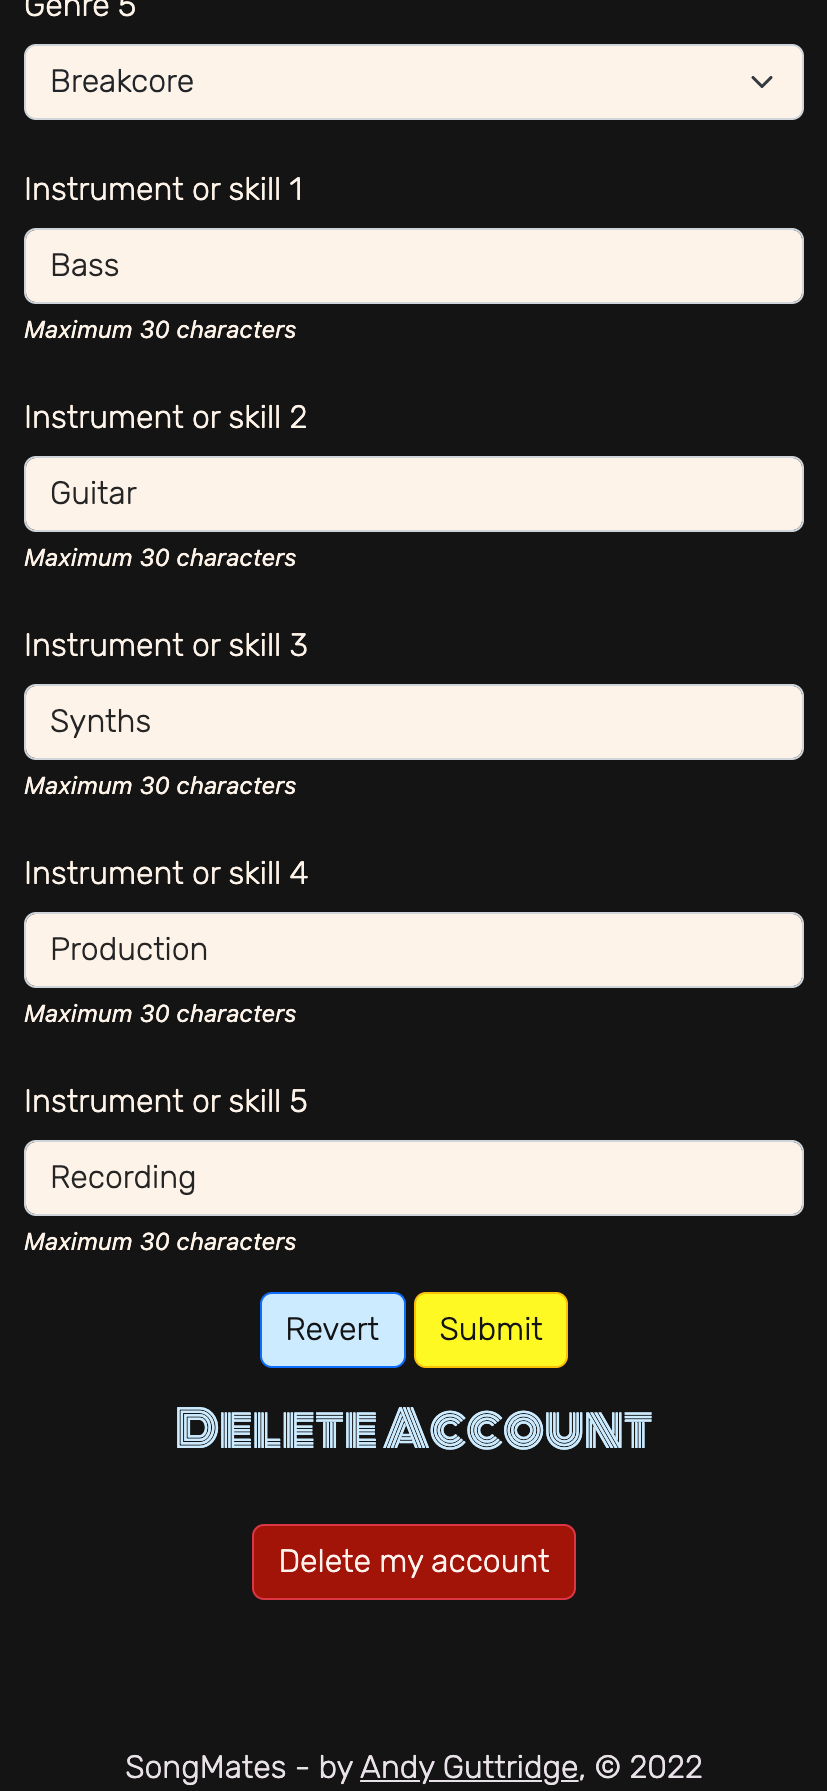 Genre 5
Breakcore
Instrument or skill 1
Bass
Maximum 30 characters
Instrument or skill 2
Guitar
Maximum 30 characters
Instrument or skill 3
Synths
Maximum 30 characters
Instrument or skill 4
Production
Maximum 30 characters
Instrument or skill 5
Recording
Maximum 30 characters
Revert Submit
Delete Account
Delete my account
SongMates - by Andy Guttridge, © 2022